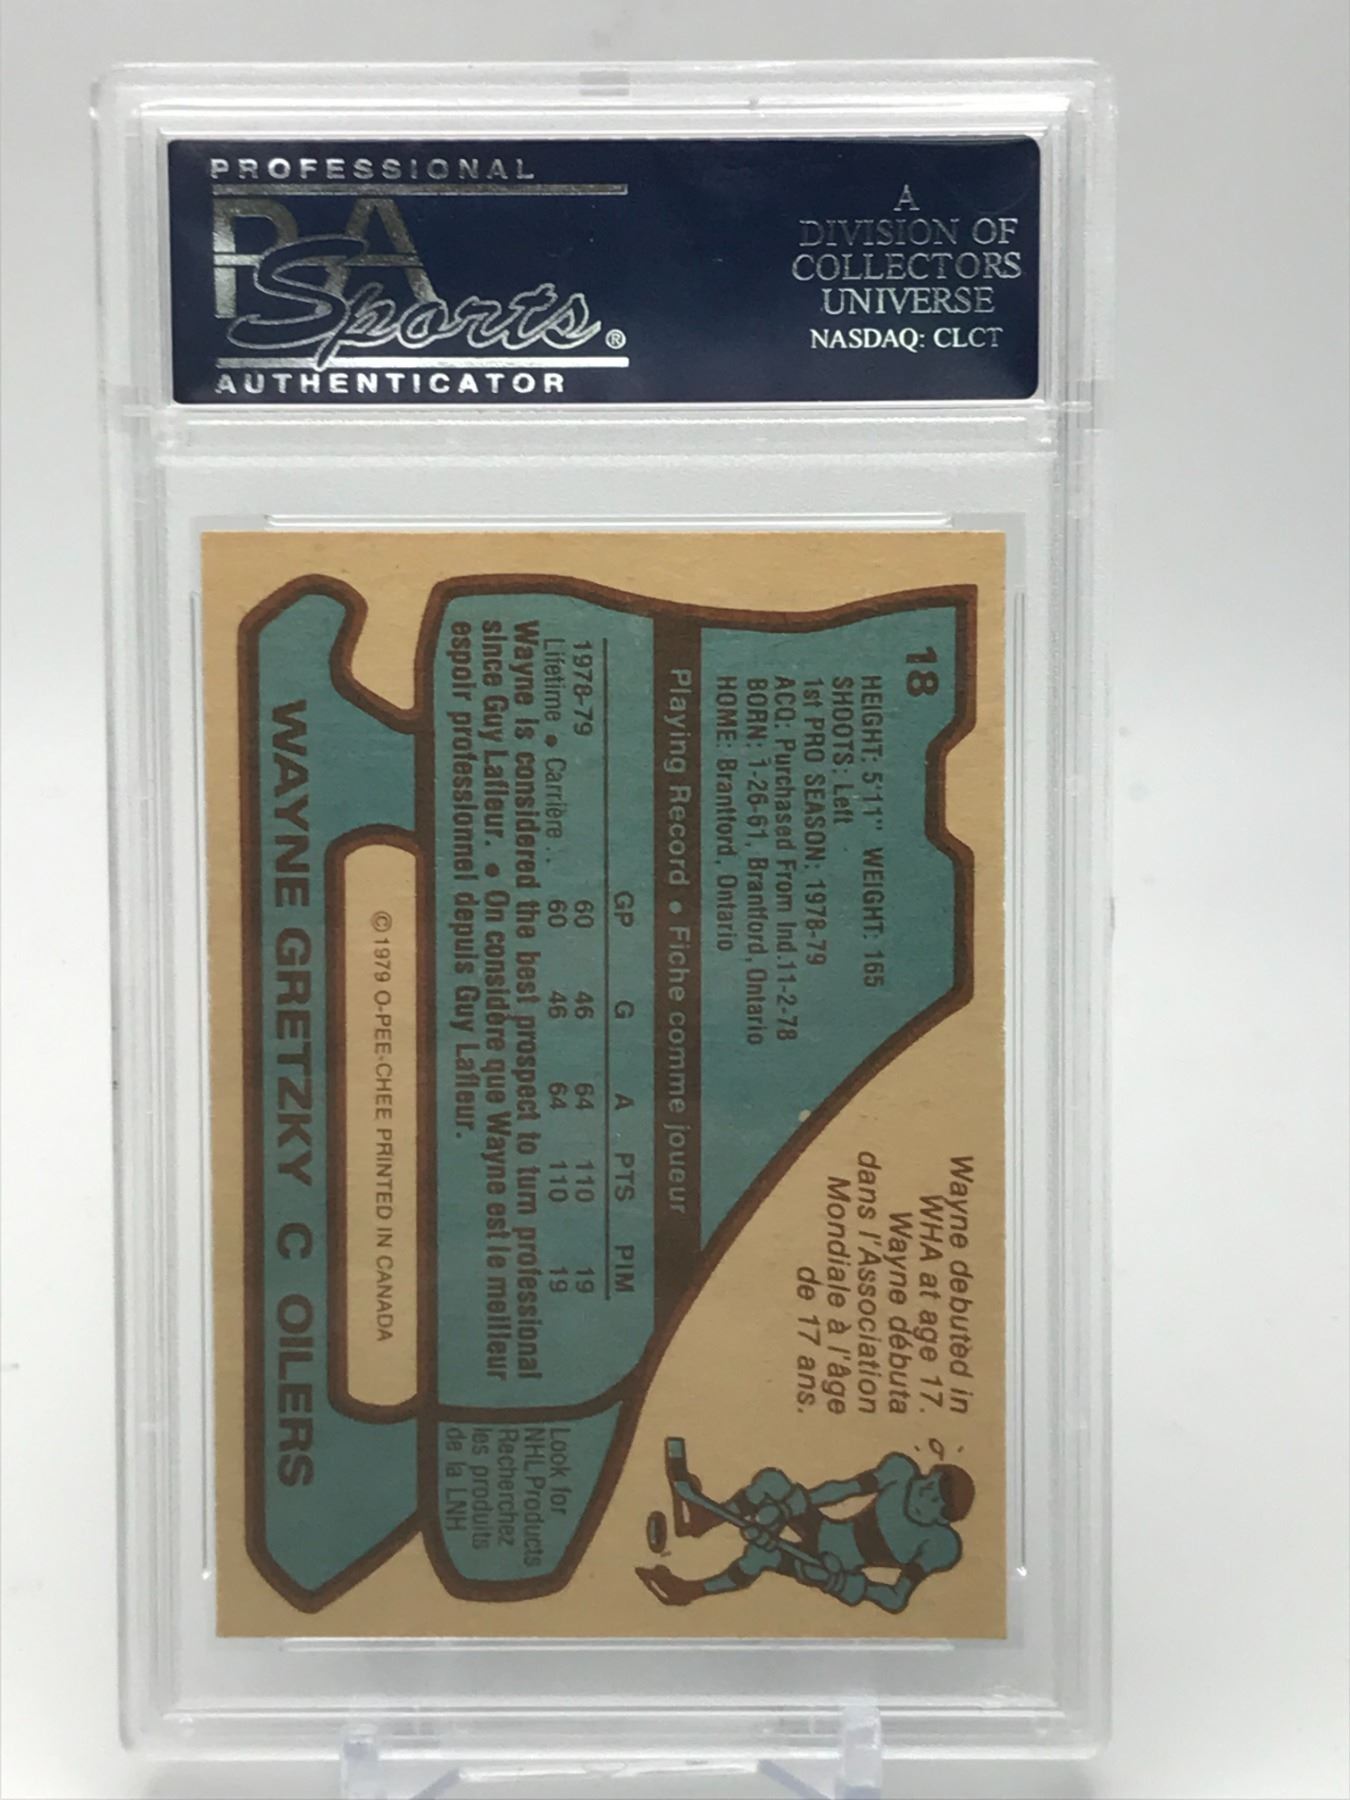 PROFESSIONAL
PSA
Sports®
AUTHENTICATOR
A
DIVISION OF
COLLECTORS
UNIVERSE
NASDAQ: CLCT
18
HEIGHT: 5'11" WEIGHT: 165
SHOOTS: Left
1st PRO SEASON: 1978-79
ACQ: Purchased From Ind.11-2-78
BORN: 1-26-61, Brantford, Ontario
HOME: Brantford, Ontario
Wayne debuted in
WHA at age 17.
Wayne débuta
dans l'Association
Mondiale à l'âge
de 17 ans.
Playing Record • Fiche comme joueur
GP G A PTS PIM
1978-79 60 46 64 110 19
Lifetime • Carrière.. 60 46 64 110 19
Wayne is considered the best prospect to turn professional
since Guy Lafleur. • On considère que Wayne est le meilleur
espoir professionnel depuis Guy Lafleur.
Look for
NHL Products
Recherchez
les produits
de la LNH
©1979 O-PEE-CHEE PRINTED IN CANADA
WAYNE GRETZKY C OILERS